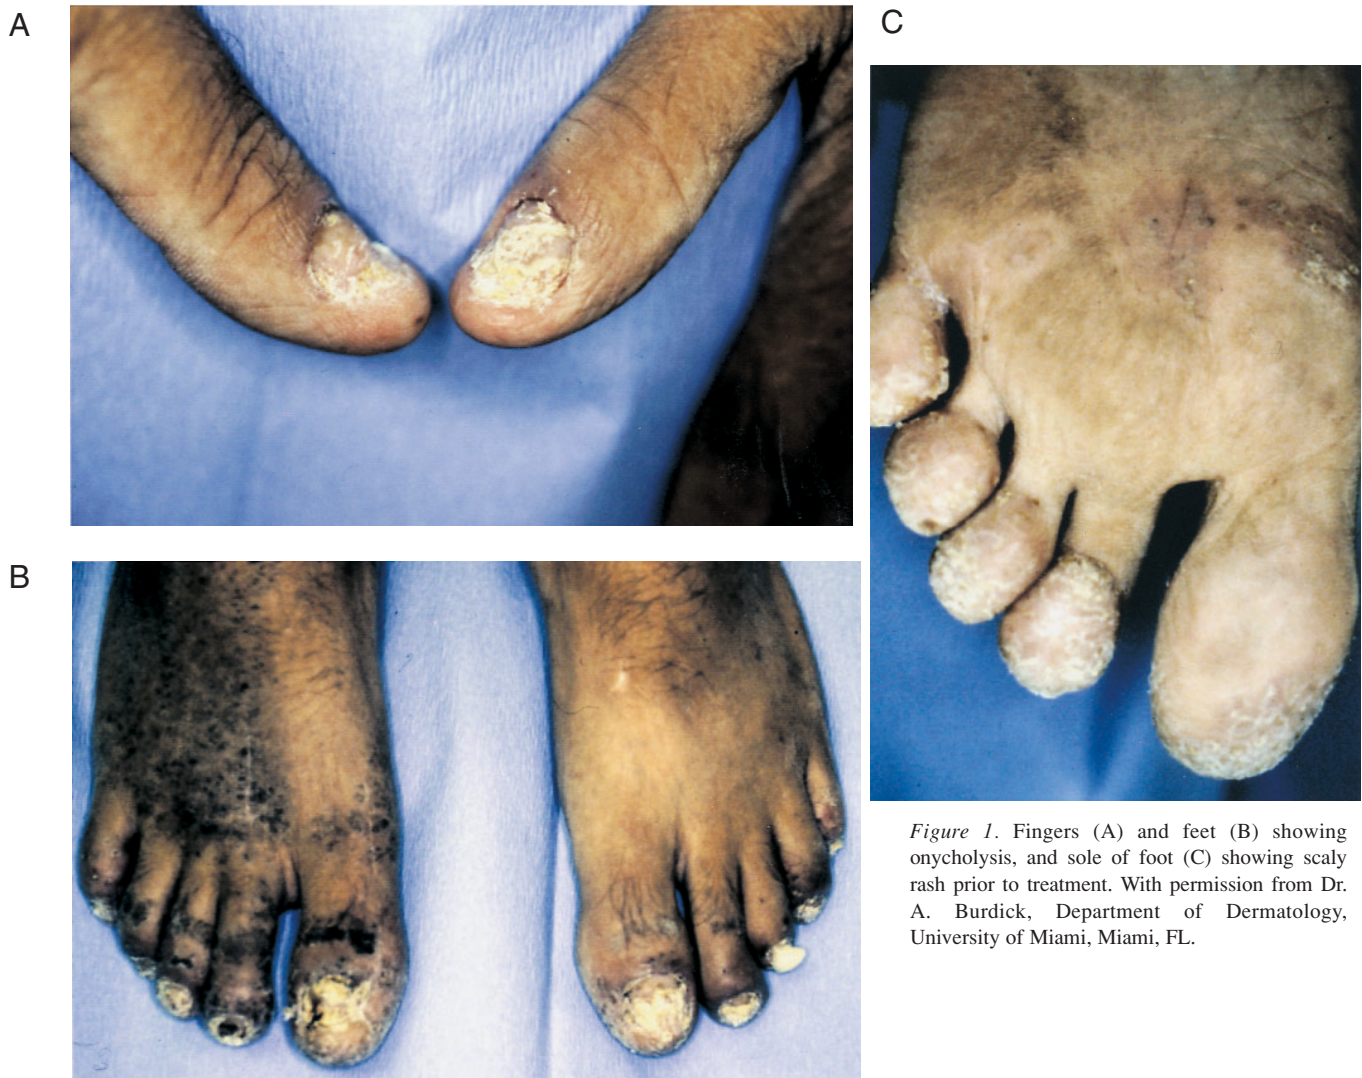 A
C
B
Figure 1. Fingers (A) and feet (B) showing
onycholysis, and sole of foot (C) showing scaly
rash prior to treatment. With permission from Dr.
A. Burdick, Department of Dermatology,
University of Miami, Miami, FL.